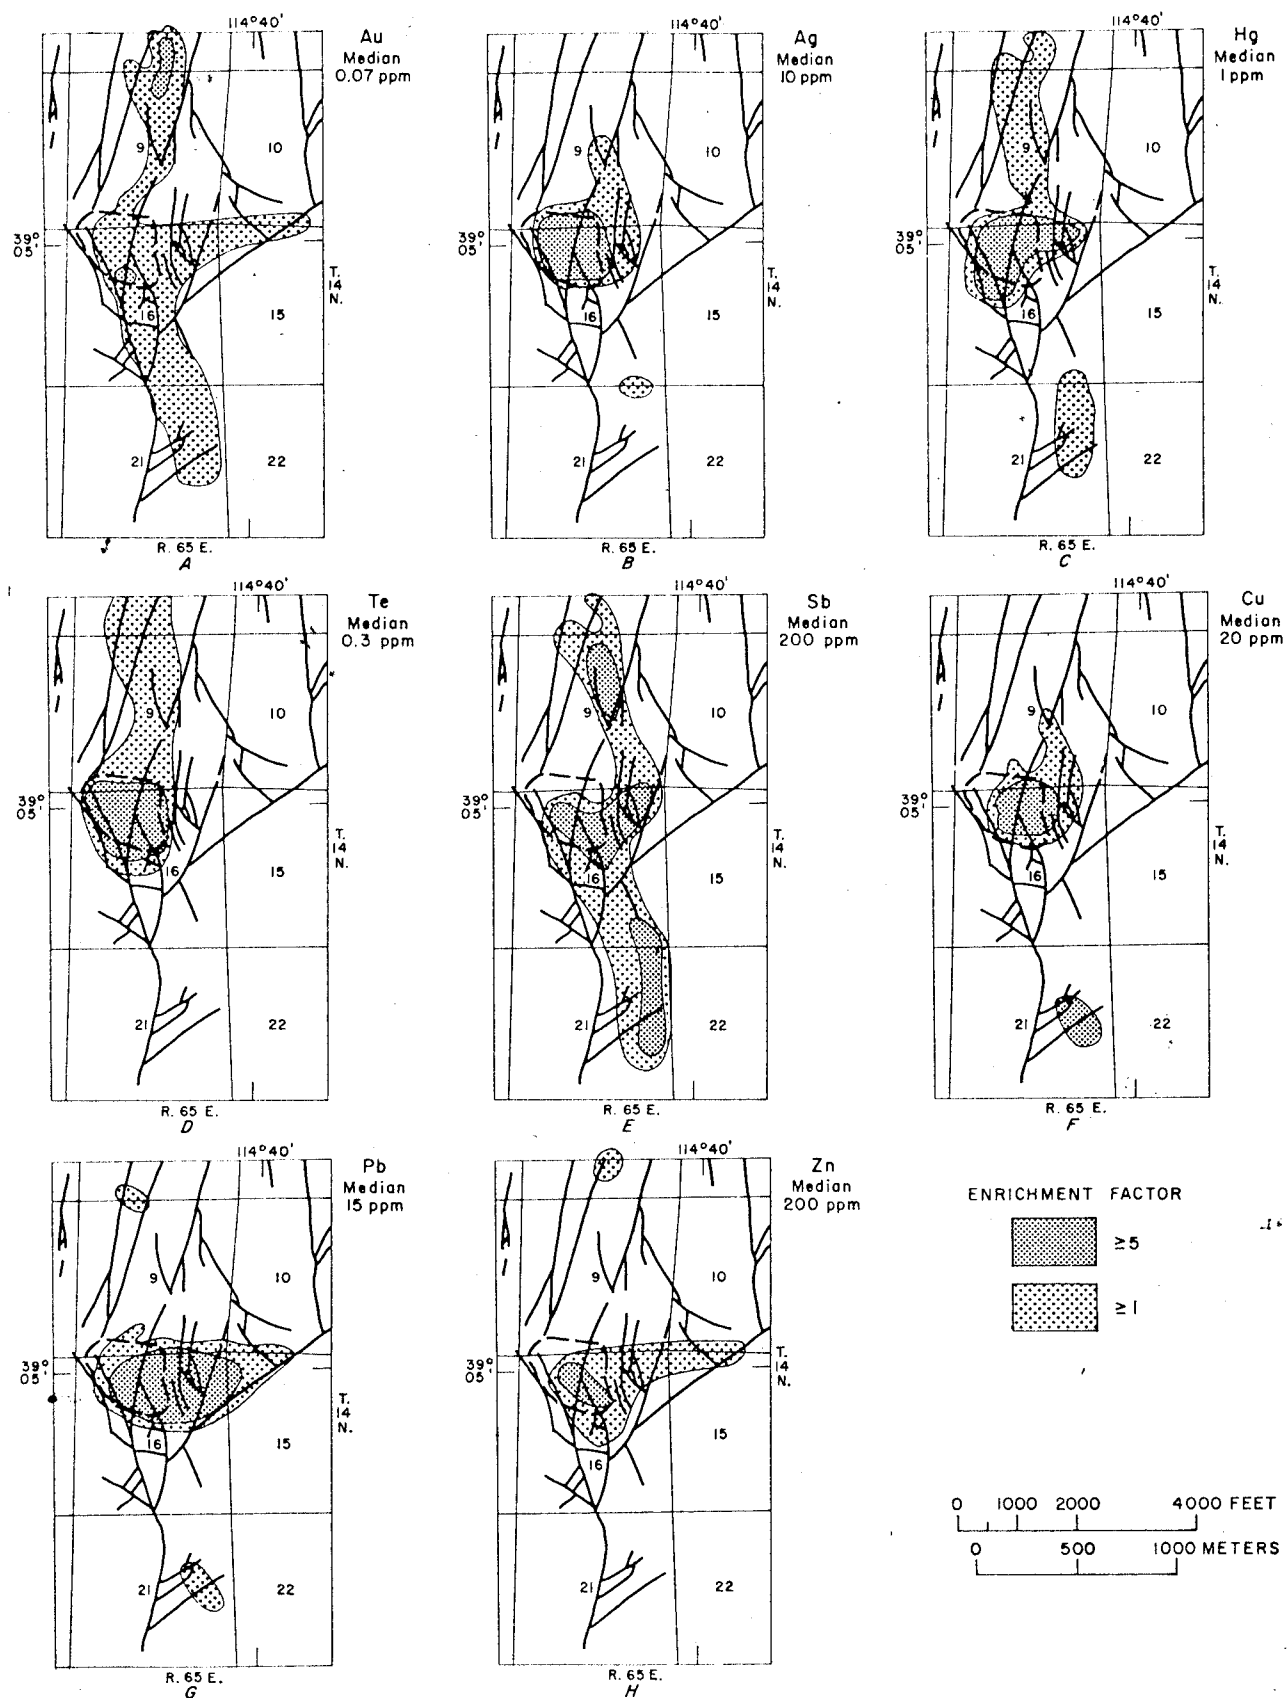 114°40'
Au
Median
0.07 ppm
9
10
39°
05'
T.
14
N.
16
15
21
22
R. 65 E.
A
114°40'
Ag
Median
10 ppm
9
10
39°
05'
T.
14
N.
16
15
21
22
R. 65 E.
B
114°40'
Hg
Median
1 ppm
9
10
39°
05'
T.
14
N.
16
15
21
22
R. 65 E.
C
114°40'
Te
Median
0.3 ppm
9
10
39°
05'
T.
14
N.
16
15
21
22
R. 65 E.
D
114°40'
Sb
Median
200 ppm
9
10
39°
05'
T.
14
N.
16
15
21
22
R. 65 E.
E
114°40'
Cu
Median
20 ppm
9
10
39°
05'
T.
14
N.
16
15
21
22
R. 65 E.
F
114°40'
Pb
Median
15 ppm
9
10
39°
05'
T.
14
N.
16
15
21
22
R. 65 E.
G
114°40'
Zn
Median
200 ppm
9
10
39°
05'
T.
14
N.
16
15
21
22
R. 65 E.
H
ENRICHMENT FACTOR
≥5
≥1
0 1000 2000 4000 FEET
0 500 1000 METERS